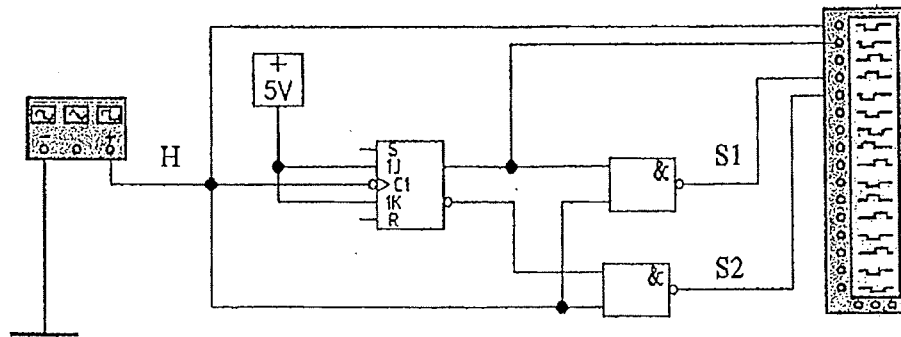 +
5V
H
S
1J
C1
1K
R
&
S1
&
S2
- +